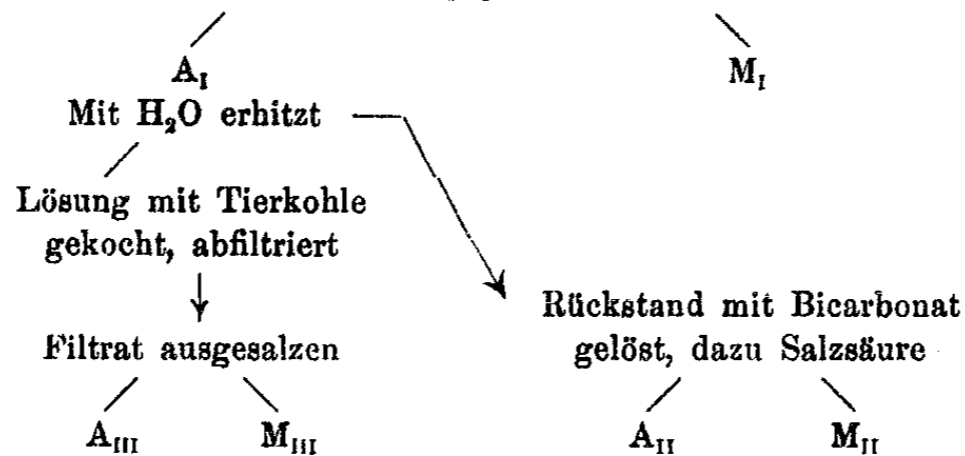 A_I M_I
Mit H₂O erhitzt
Lösung mit Tierkohle
gekocht, abfiltriert
Rückstand mit Bicarbonat
Filtrat ausgesalzen gelöst, dazu Salzsäure
A_III M_III A_II M_II